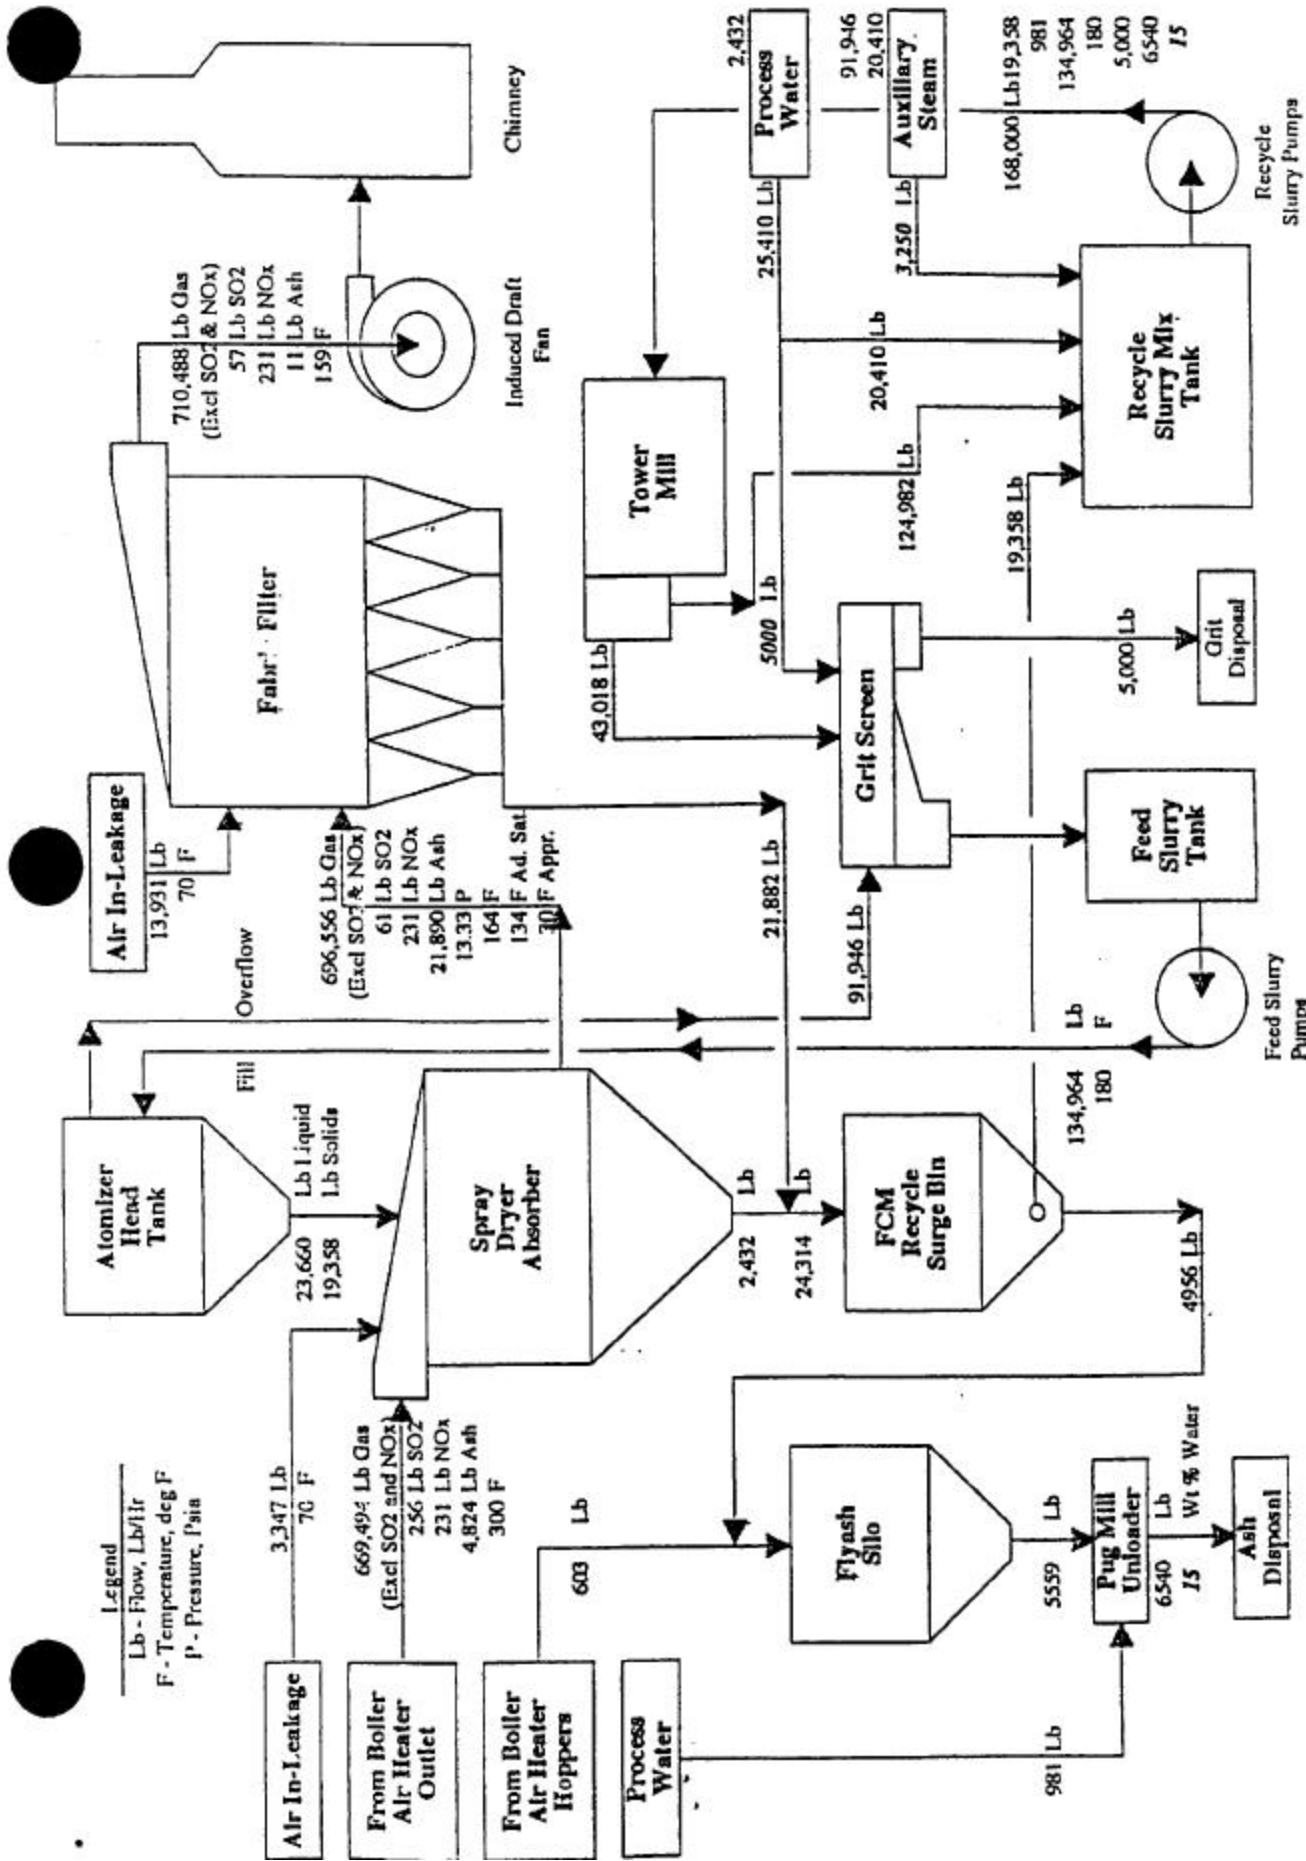 Legend
Lb - Flow, Lb/Hr
F - Temperature, deg F
P - Pressure, Psia
Air In-Leakage
3,347 Lb
70 F
From Boiler
Air Heater
Outlet
669,494 Lb Gas
(Excl SO2 and NOx)
256 Lb SO2
231 Lb NOx
4,824 Lb Ash
300 F
From Boiler
Air Heater
Hoppers
603 Lb
Process
Water
981 Lb
Atomizer
Head
Tank
Overflow
Fill
23,660 Lb Liquid
19,358 Lb Solids
Spray
Dryer
Absorber
2,432 Lb
24,314 Lb
FCM
Recycle
Surge Bin
4956 Lb
Flyash
Silo
5559 Lb
Pug Mill
Unloader
6540 Lb
15 Wt % Water
Ash
Disposal
Air In-Leakage
13,931 Lb
70 F
696,556 Lb Gas
(Excl SO2 & NOx)
61 Lb SO2
231 Lb NOx
21,890 Lb Ash
13.33 P
164 F
134 F Ad. Sat.
30 F Appr.
Filter
710,488 Lb Gas
(Excl SO2 & NOx)
57 Lb SO2
231 Lb NOx
11 Lb Ash
159 F
Induced Draft
Fan
Chimney
21,882 Lb
91,946 Lb
43,018 Lb
5000 Lb
Tower
Mill
Grit Screen
Feed
Slurry
Tank
134,964 Lb
180 F
Feed Slurry
Pumps
5,000 Lb
Grit
Disposal
124,982 Lb
20,410 Lb
19,358 Lb
Recycle
Slurry Mix
Tank
Process
Water
25,410 Lb
2,432
Auxiliary
Steam
3,250 Lb
91,946
20,410
168,000 Lb19,358
981
134,964
180
5,000
6540
15
Recycle
Slurry Pumps